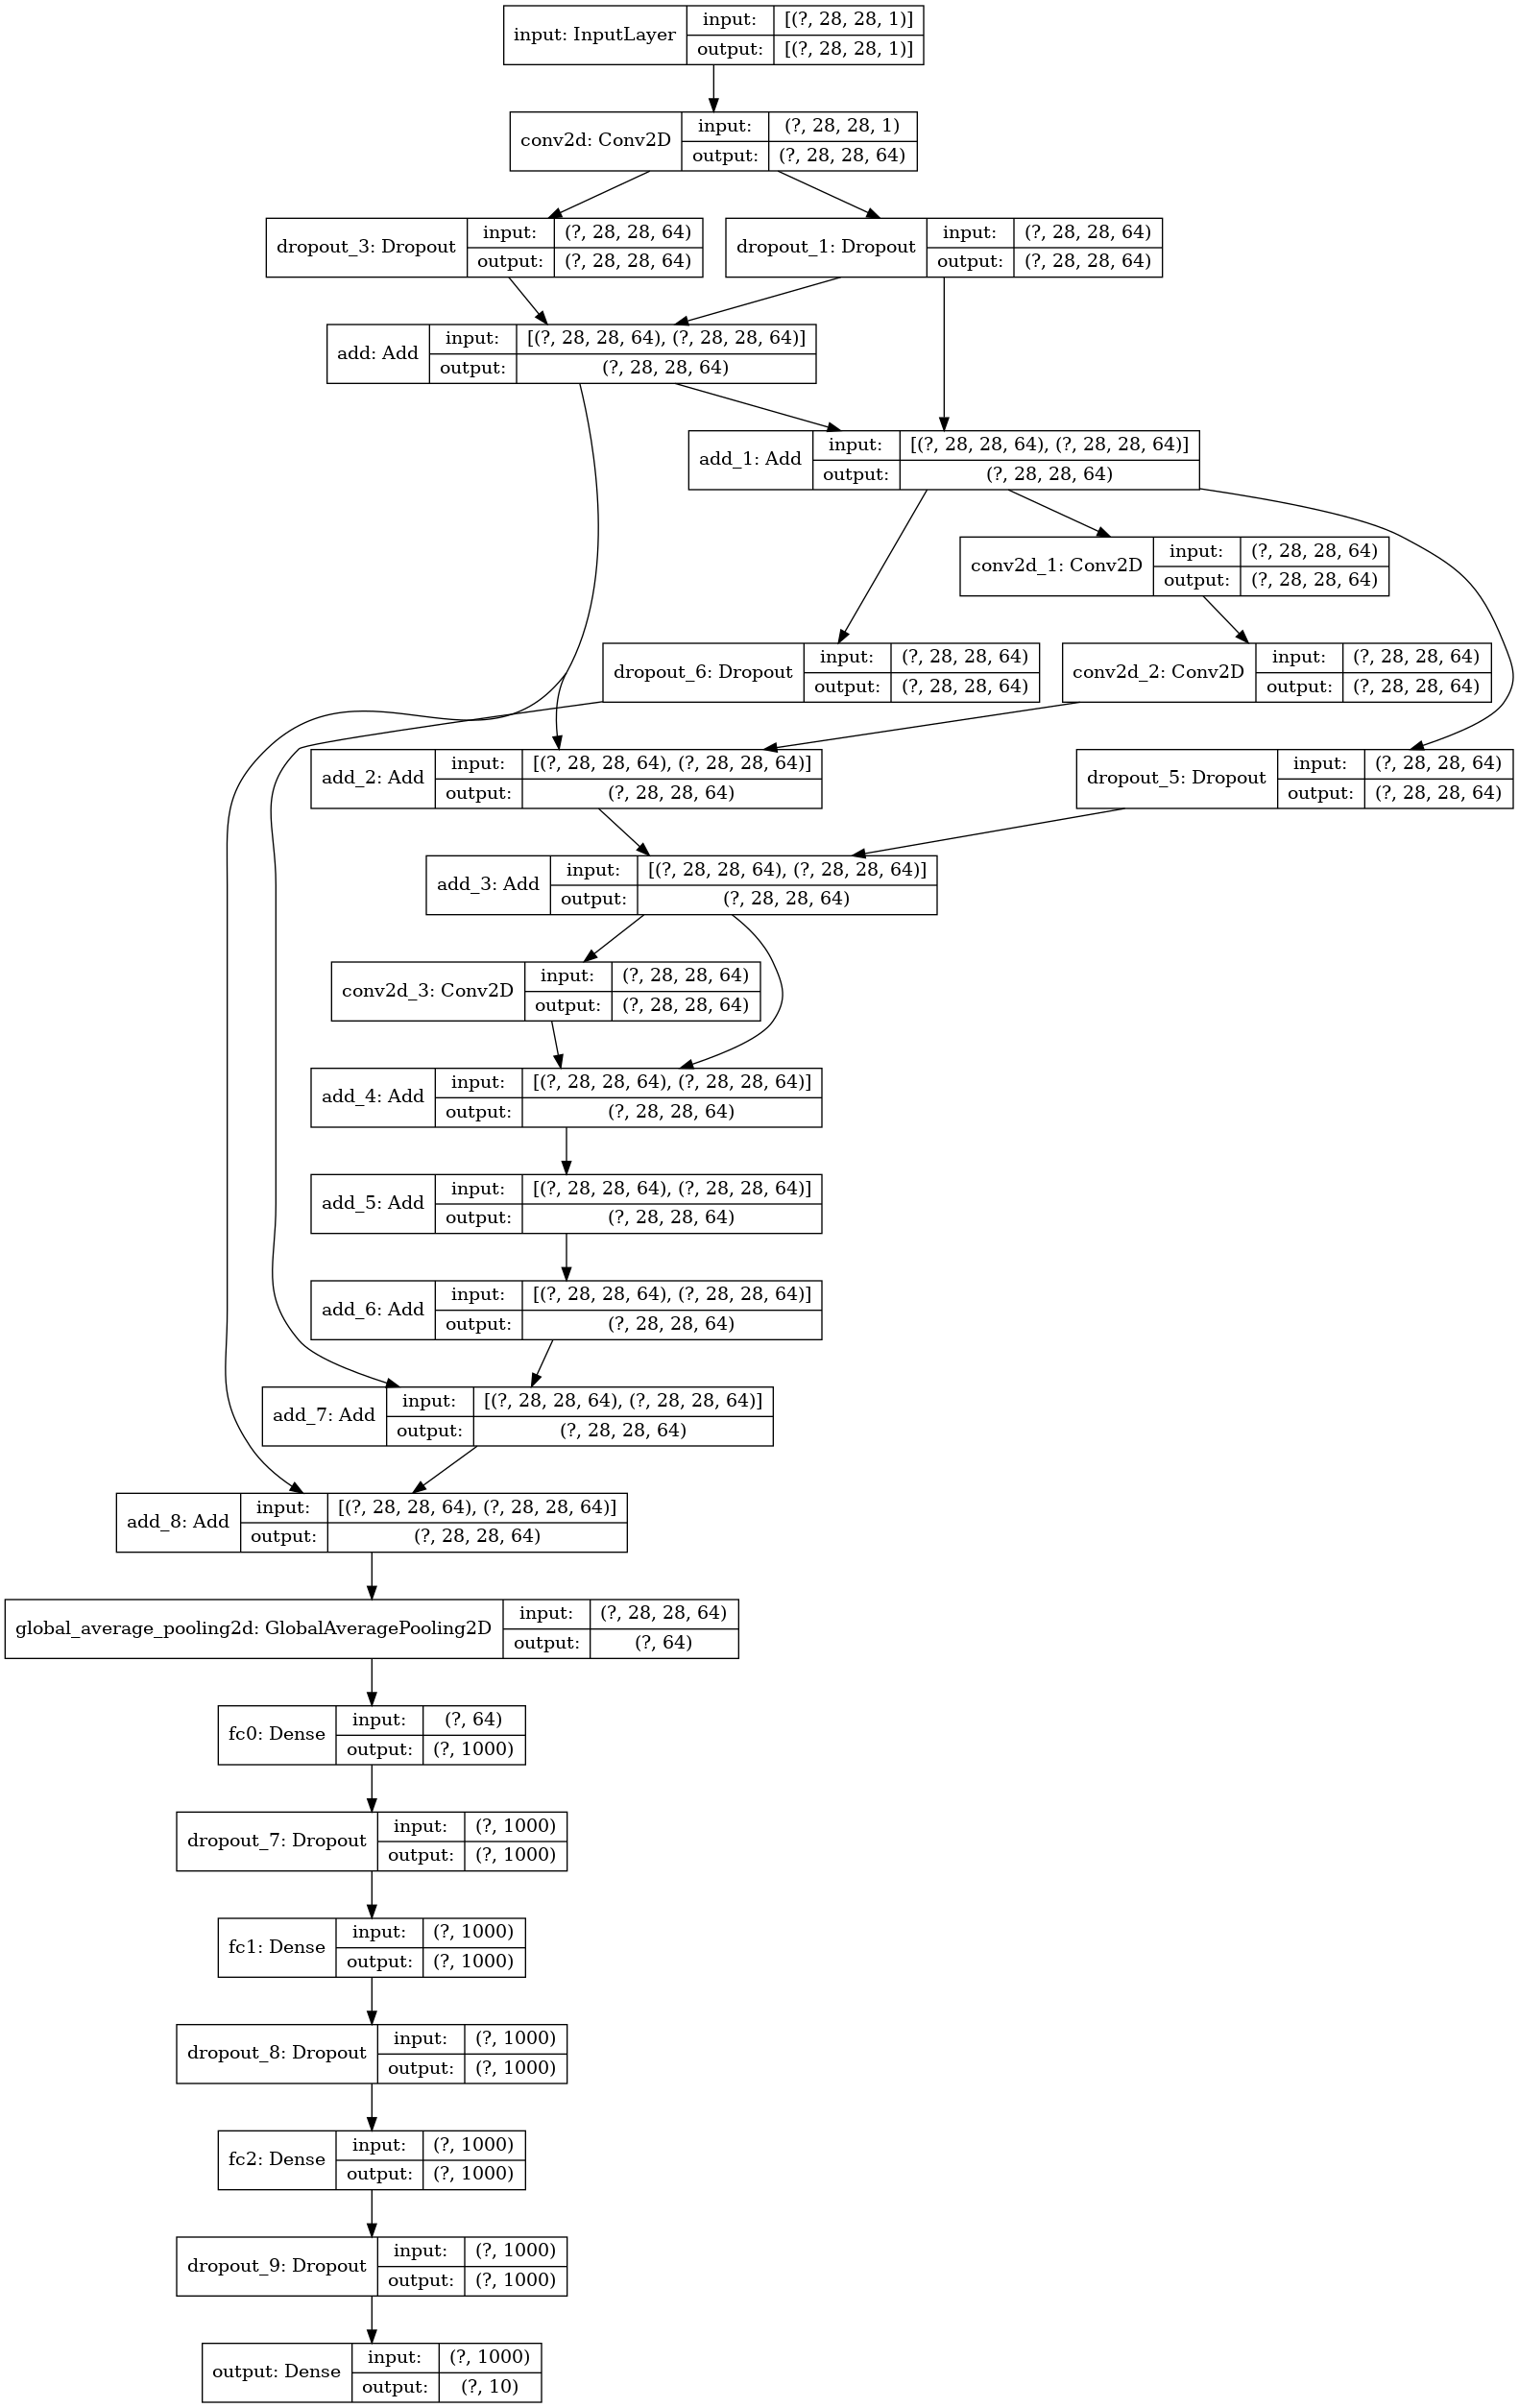 input: InputLayer
input:
[(?, 28, 28, 1)]
output:
[(?, 28, 28, 1)]
conv2d: Conv2D
input:
(?, 28, 28, 1)
output:
(?, 28, 28, 64)
dropout_3: Dropout
input:
(?, 28, 28, 64)
output:
(?, 28, 28, 64)
dropout_1: Dropout
input:
(?, 28, 28, 64)
output:
(?, 28, 28, 64)
add: Add
input:
[(?, 28, 28, 64), (?, 28, 28, 64)]
output:
(?, 28, 28, 64)
add_1: Add
input:
[(?, 28, 28, 64), (?, 28, 28, 64)]
output:
(?, 28, 28, 64)
conv2d_1: Conv2D
input:
(?, 28, 28, 64)
output:
(?, 28, 28, 64)
dropout_6: Dropout
input:
(?, 28, 28, 64)
output:
(?, 28, 28, 64)
conv2d_2: Conv2D
input:
(?, 28, 28, 64)
output:
(?, 28, 28, 64)
add_2: Add
input:
[(?, 28, 28, 64), (?, 28, 28, 64)]
output:
(?, 28, 28, 64)
dropout_5: Dropout
input:
(?, 28, 28, 64)
output:
(?, 28, 28, 64)
add_3: Add
input:
[(?, 28, 28, 64), (?, 28, 28, 64)]
output:
(?, 28, 28, 64)
conv2d_3: Conv2D
input:
(?, 28, 28, 64)
output:
(?, 28, 28, 64)
add_4: Add
input:
[(?, 28, 28, 64), (?, 28, 28, 64)]
output:
(?, 28, 28, 64)
add_5: Add
input:
[(?, 28, 28, 64), (?, 28, 28, 64)]
output:
(?, 28, 28, 64)
add_6: Add
input:
[(?, 28, 28, 64), (?, 28, 28, 64)]
output:
(?, 28, 28, 64)
add_7: Add
input:
[(?, 28, 28, 64), (?, 28, 28, 64)]
output:
(?, 28, 28, 64)
add_8: Add
input:
[(?, 28, 28, 64), (?, 28, 28, 64)]
output:
(?, 28, 28, 64)
global_average_pooling2d: GlobalAveragePooling2D
input:
(?, 28, 28, 64)
output:
(?, 64)
fc0: Dense
input:
(?, 64)
output:
(?, 1000)
dropout_7: Dropout
input:
(?, 1000)
output:
(?, 1000)
fc1: Dense
input:
(?, 1000)
output:
(?, 1000)
dropout_8: Dropout
input:
(?, 1000)
output:
(?, 1000)
fc2: Dense
input:
(?, 1000)
output:
(?, 1000)
dropout_9: Dropout
input:
(?, 1000)
output:
(?, 1000)
output: Dense
input:
(?, 1000)
output:
(?, 10)